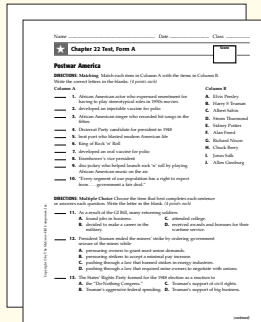 Name Date Class
Chapter 22 Test, Form A
Score
Postwar America
DIRECTIONS: Matching Match each item in Column A with the items in Column B.
Write the correct letters in the blanks. (4 points each)
Column A
Column B
1. African American actor who expressed resentment for
having to play stereotypical roles in 1950s movies
2. developed an injectable vaccine for polio
3. African American singer who recorded hit songs in the
fifties
4. Dixiecrat Party candidate for president in 1948
5. beat poet who blasted modern American life
6. King of Rock 'n' Roll
7. developed an oral vaccine for polio
8. Eisenhower's vice president
9. disc jockey who helped launch rock 'n' roll by playing
African American music on the air
10. "Every segment of our population has a right to expect
from . . . government a fair deal."
A. Elvis Presley
B. Harry S Truman
C. Albert Sabin
D. Strom Thurmond
E. Sidney Poitier
F. Alan Freed
G. Richard Nixon
H. Chuck Berry
I. Jonas Salk
J. Allen Ginsburg
DIRECTIONS: Multiple Choice Choose the item that best completes each sentence
or answers each question. Write the letter in the blank. (4 points each)
11. As a result of the GI Bill, many returning soldiers
A. found jobs in business. C. attended college.
B. decided to make a career in the D. received awards and bonuses for their
military. wartime service.
12. President Truman ended the miners' strike by ordering government
seizure of the mines while
A. pressuring owners to grant most union demands.
B. pressuring strikers to accept a minimal pay increase.
C. pushing through a law that banned strikes in energy industries.
D. pushing through a law that required mine owners to negotiate with unions.
13. The States' Rights Party formed for the 1948 election as a reaction to
A. the "Do-Nothing Congress." C. Truman's support of civil rights.
B. Truman's aggressive federal spending. D. Truman's support of big business.
(continued)